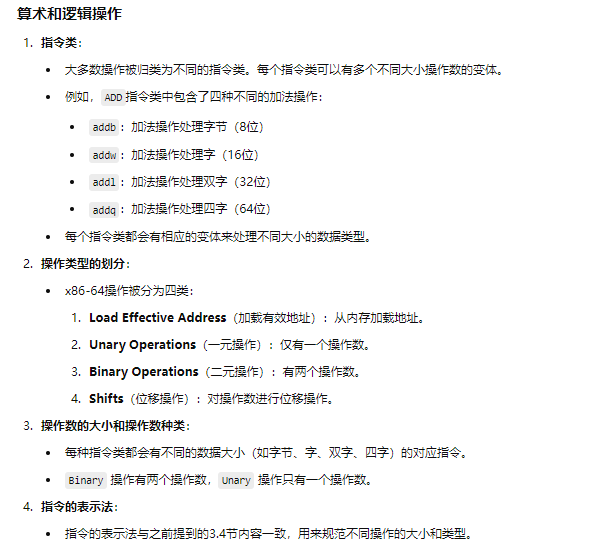 算术和逻辑操作
1. 指令类：
• 大多数操作被归类为不同的指令类。每个指令类可以有多个不同大小操作数的变体。
• 例如，ADD 指令类中包含了四种不同的加法操作：
• addb：加法操作处理字节（8位）
• addw：加法操作处理字（16位）
• addl：加法操作处理双字（32位）
• addq：加法操作处理四字（64位）
• 每个指令类都会有相应的变体来处理不同大小的数据类型。
2. 操作类型的划分：
• x86-64操作被分为四类：
1. Load Effective Address（加载有效地址）：从内存加载地址。
2. Unary Operations（一元操作）：仅有一个操作数。
3. Binary Operations（二元操作）：有两个操作数。
4. Shifts（位移操作）：对操作数进行位移操作。
3. 操作数的大小和操作数种类：
• 每种指令类都会有不同的数据大小（如字节、字、双字、四字）的对应指令。
• Binary 操作有两个操作数，Unary 操作只有一个操作数。
4. 指令的表示法：
• 指令的表示法与之前提到的3.4节内容一致，用来规范不同操作的大小和类型。